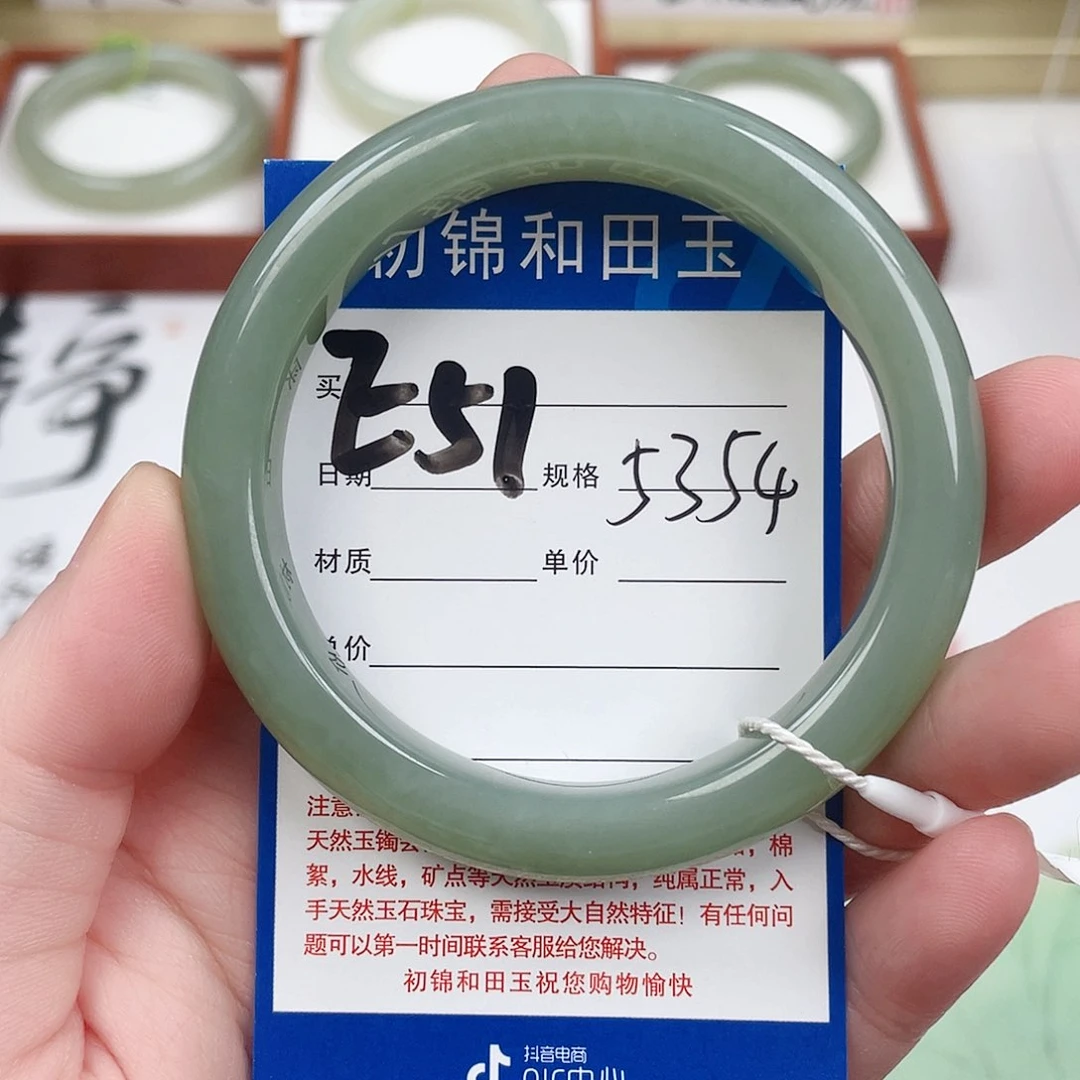 初锦和田玉
买
E51
日期 规格 5354
材质 单价
价
注意
天然玉镯 ，棉
絮，水线，矿点等天然 ，纯属正常，入
手天然玉石珠宝，需接受大自然特征！有任何问
题可以第一时间联系客服给您解决。
初锦和田玉祝您购物愉快
抖音电商
静